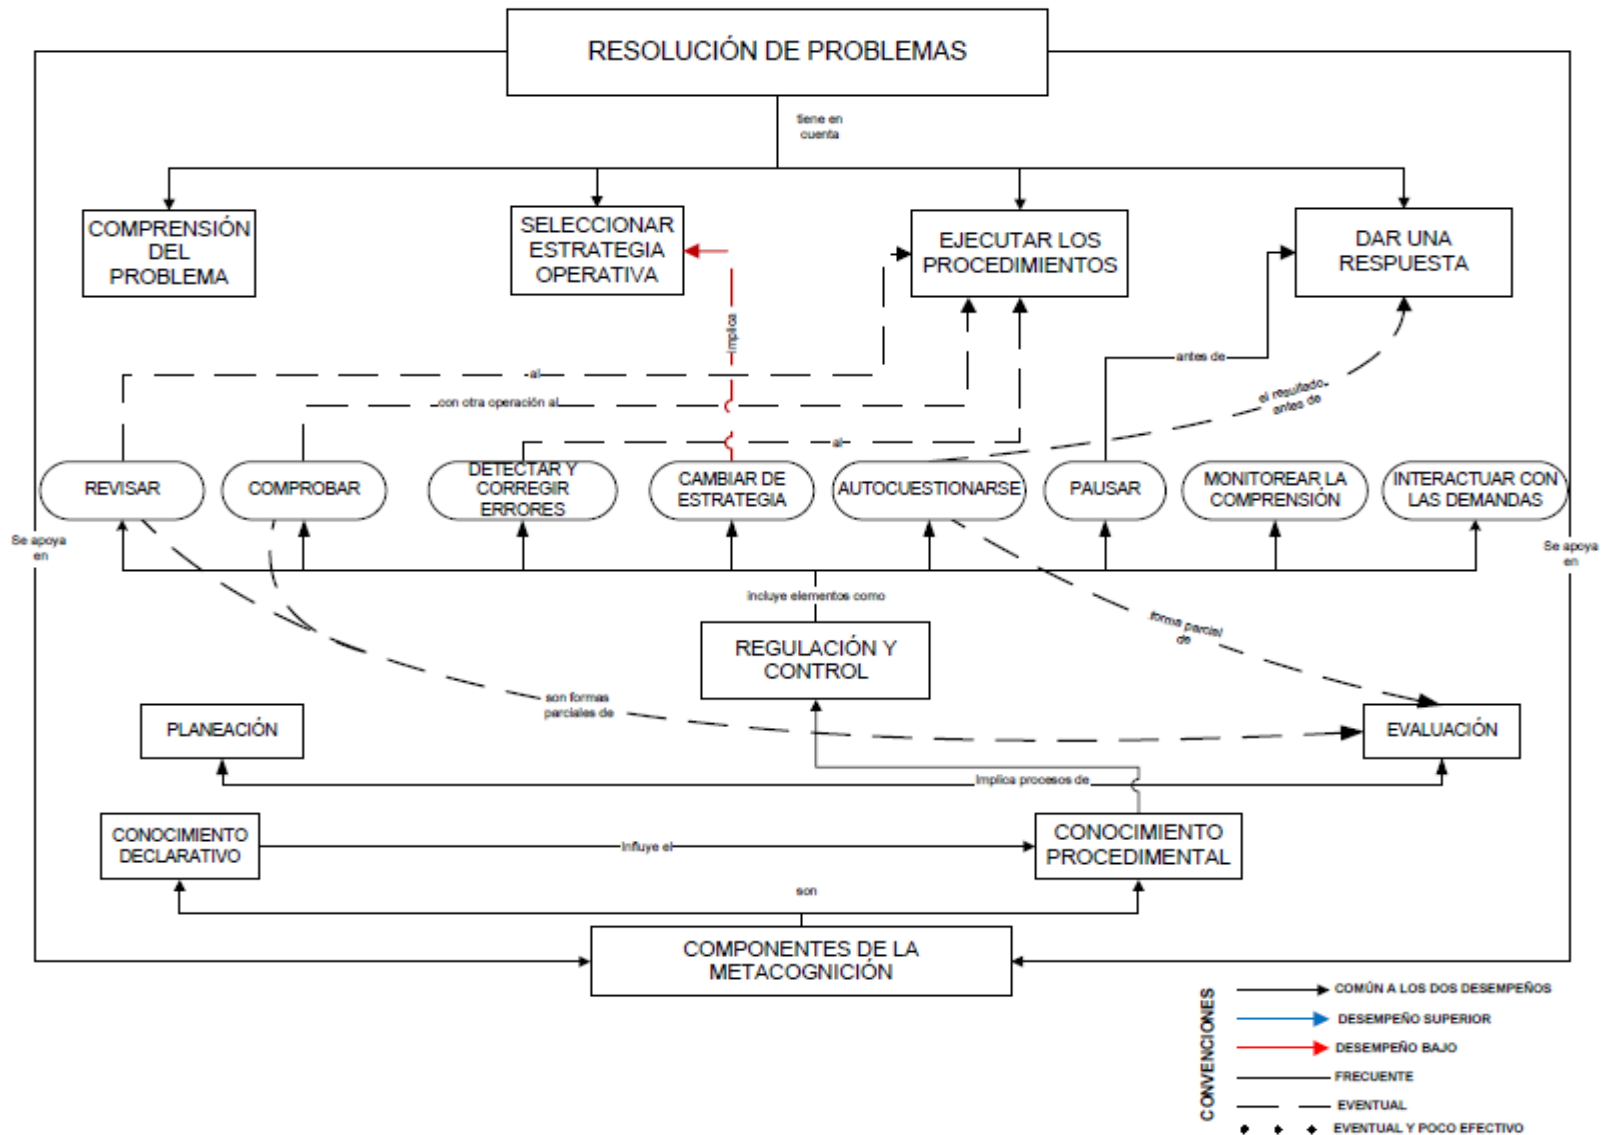 RESOLUCIÓN DE PROBLEMAS
tiene en
cuenta
COMPRENSIÓN
DEL
PROBLEMA
SELECCIONAR
ESTRATEGIA
OPERATIVA
EJECUTAR LOS
PROCEDIMIENTOS
DAR UNA
RESPUESTA
implica
antes de
al
con otra operación al
el resultado
antes de
al
REVISAR
COMPROBAR
DETECTAR Y
CORREGIR
ERRORES
CAMBIAR DE
ESTRATEGIA
AUTOCUESTIONARSE
PAUSAR
MONITOREAR LA
COMPRENSIÓN
INTERACTUAR CON
LAS DEMANDAS
Se apoya
en
Se apoya
en
incluye elementos como
forma parcial
de
REGULACIÓN Y
CONTROL
son formas
parciales de
PLANEACIÓN
EVALUACIÓN
Implica procesos de
CONOCIMIENTO
DECLARATIVO
Influye el
CONOCIMIENTO
PROCEDIMENTAL
son
COMPONENTES DE LA
METACOGNICIÓN
CONVENCIONES
COMÚN A LOS DOS DESEMPEÑOS
DESEMPEÑO SUPERIOR
DESEMPEÑO BAJO
FRECUENTE
EVENTUAL
EVENTUAL Y POCO EFECTIVO